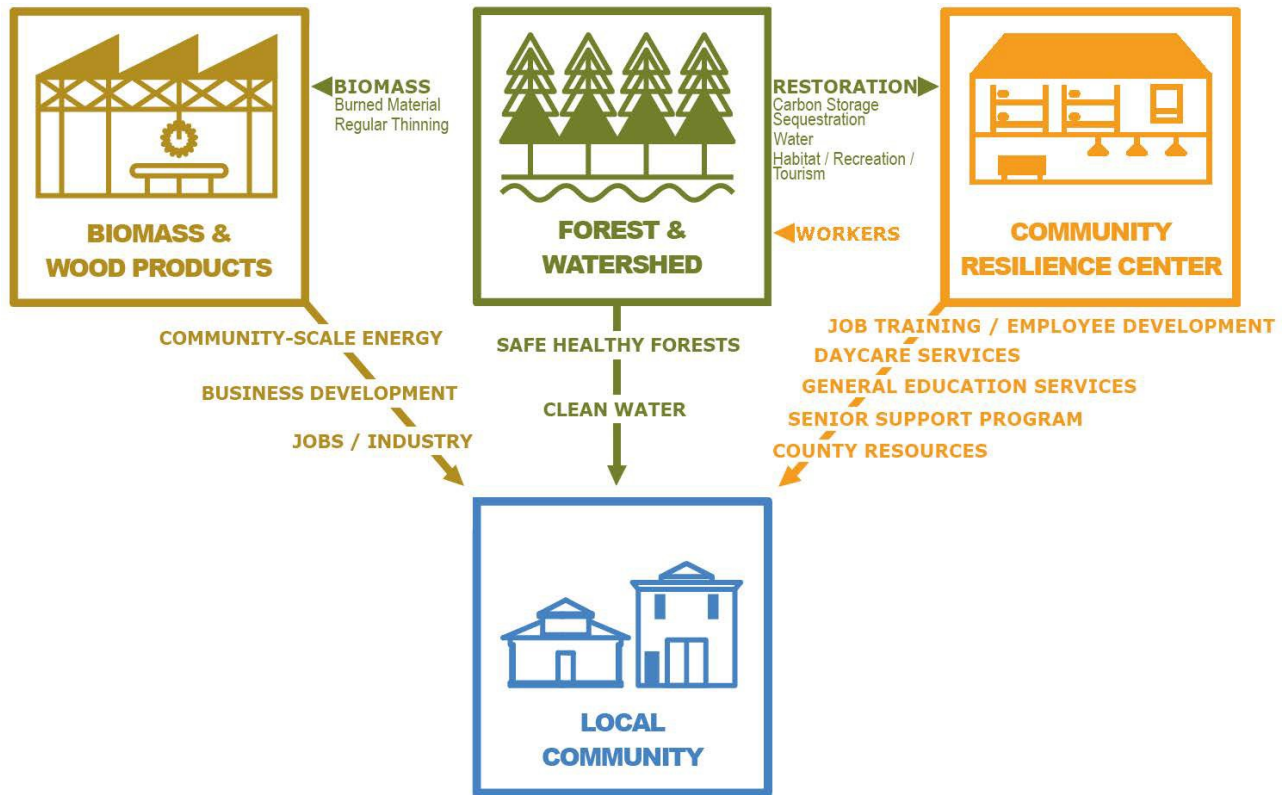 BIOMASS
Burned Material
Regular Thinning
RESTORATION
Carbon Storage
Sequestration
Water
Habitat / Recreation /
Tourism
WORKERS
BIOMASS &
WOOD PRODUCTS
FOREST &
WATERSHED
COMMUNITY
RESILIENCE CENTER
COMMUNITY-SCALE ENERGY
BUSINESS DEVELOPMENT
JOBS / INDUSTRY
SAFE HEALTHY FORESTS
CLEAN WATER
JOB TRAINING / EMPLOYEE DEVELOPMENT
DAYCARE SERVICES
GENERAL EDUCATION SERVICES
SENIOR SUPPORT PROGRAM
COUNTY RESOURCES
LOCAL
COMMUNITY